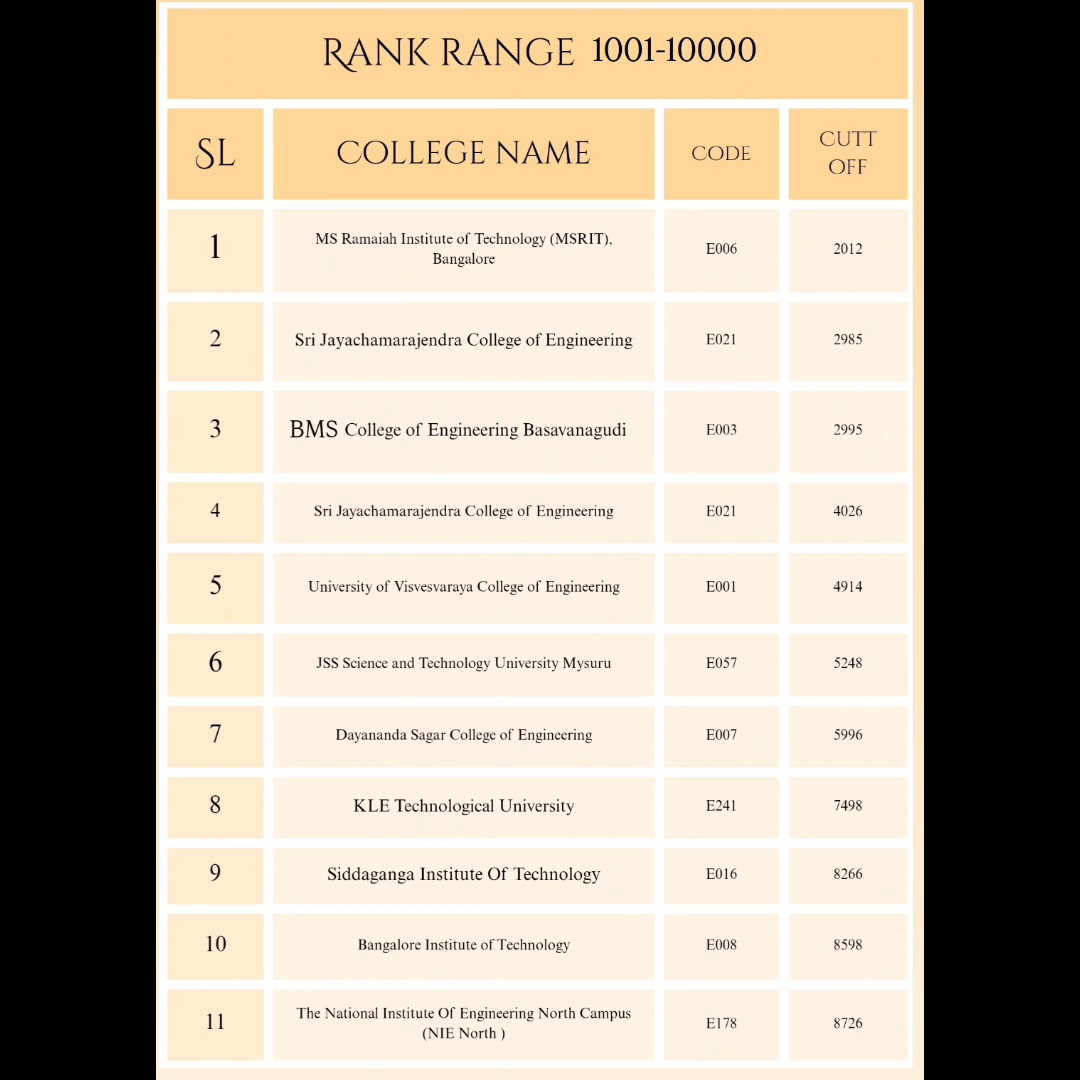 RANK RANGE 1001-10000
SL COLLEGE NAME CODE CUTT OFF
1 MS Ramaiah Institute of Technology (MSRIT), Bangalore E006 2012
2 Sri Jayachamarajendra College of Engineering E021 2985
3 BMS College of Engineering Basavanagudi E003 2995
4 Sri Jayachamarajendra College of Engineering E021 4026
5 University of Visvesvaraya College of Engineering E001 4914
6 JSS Science and Technology University Mysuru E057 5248
7 Dayananda Sagar College of Engineering E007 5996
8 KLE Technological University E241 7498
9 Siddaganga Institute Of Technology E016 8266
10 Bangalore Institute of Technology E008 8598
11 The National Institute Of Engineering North Campus (NIE North ) E178 8726